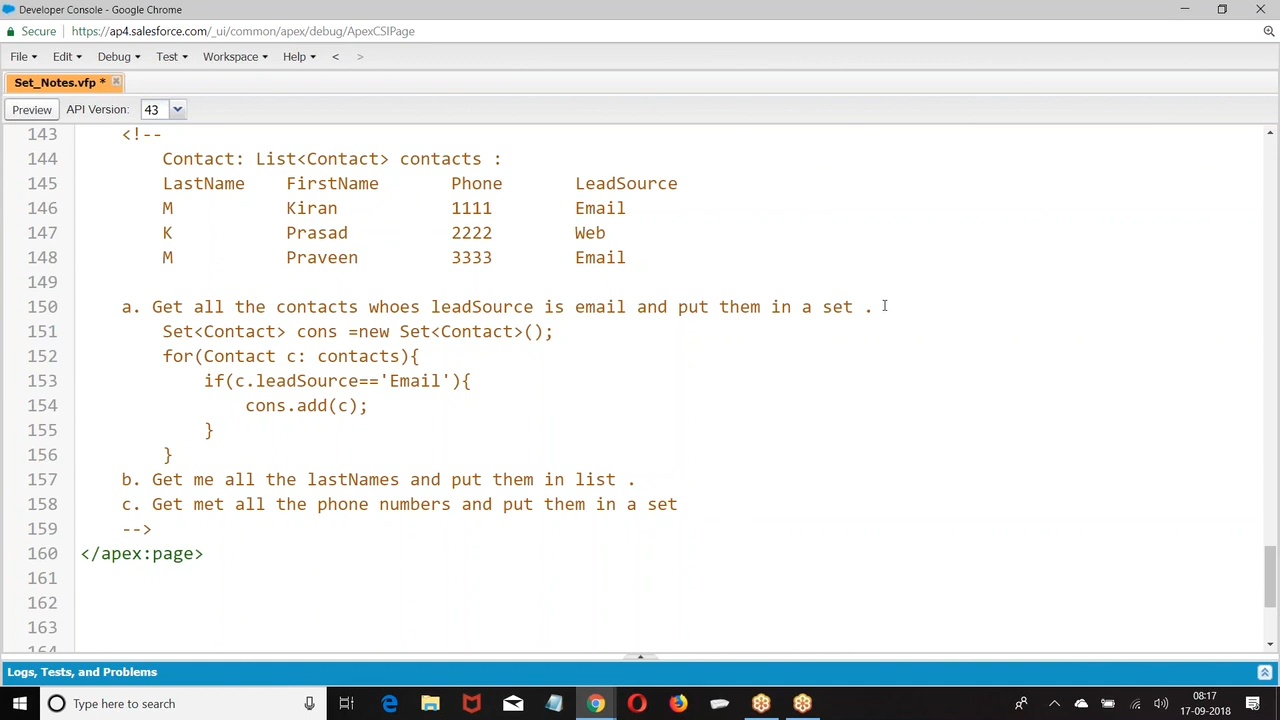 Developer Console - Google Chrome
Secure https://ap4.salesforce.com/_ui/common/apex/debug/ApexCSIPage
File Edit Debug Test Workspace Help < >
Set_Notes.vfp *
Preview API Version: 43
143 <!--
144 Contact: List<Contact> contacts :
145 LastName FirstName Phone LeadSource
146 M Kiran 1111 Email
147 K Prasad 2222 Web
148 M Praveen 3333 Email
149
150 a. Get all the contacts whoes leadSource is email and put them in a set .
151 Set<Contact> cons =new Set<Contact>();
152 for(Contact c: contacts){
153 if(c.leadSource=='Email'){
154 cons.add(c);
155 }
156 }
157 b. Get me all the lastNames and put them in list .
158 c. Get met all the phone numbers and put them in a set
159 -->
160 </apex:page>
161
162
163
164
Logs, Tests, and Problems
Type here to search
08:17
17-09-2018